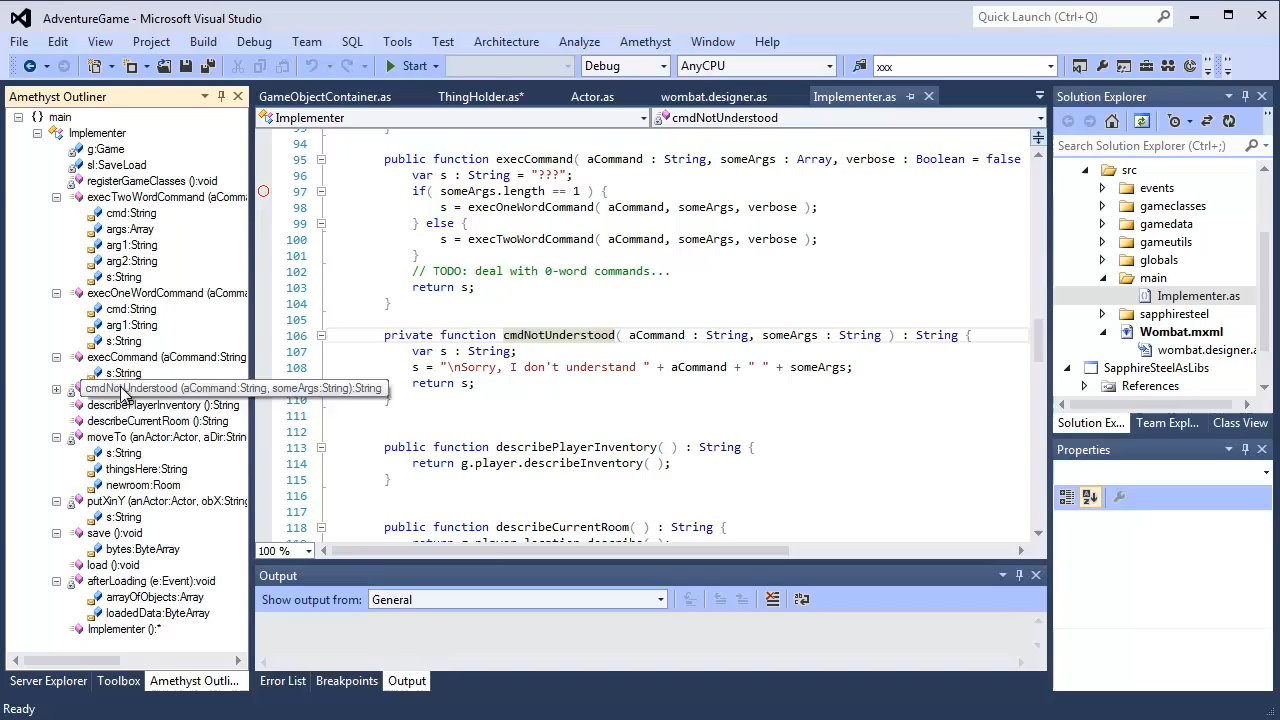 AdventureGame - Microsoft Visual Studio
Quick Launch (Ctrl+Q)
File Edit View Project Build Debug Team SQL Tools Test Architecture Analyze Amethyst Window Help
Start Debug AnyCPU xxx
Amethyst Outliner
main
Implementer
g:Game
sl:SaveLoad
registerGameClasses ():void
execTwoWordCommand (aComma
cmd:String
args:Array
arg1:String
arg2:String
s:String
execOneWordCommand (aComma
cmd:String
arg1:String
s:String
execCommand (aCommand:String
s:String
cmdNotUnderstood (aCommand:String, someArgs:String):String
describePlayerInventory ():String
describeCurrentRoom ():String
moveTo (anActor:Actor, aDir:Strin
s:String
thingsHere:String
newroom:Room
putXinY (anActor:Actor, obX:String
s:String
save ():void
bytes:ByteArray
load ():void
afterLoading (e:Event):void
arrayOfObjects:Array
loadedData:ByteArray
Implementer ():*
Server Explorer Toolbox Amethyst Outli...
GameObjectContainer.as ThingHolder.as* Actor.as wombat.designer.as Implementer.as
Implementer cmdNotUnderstood
93 }
94
95 public function execCommand( aCommand : String, someArgs : Array, verbose : Boolean = false
96 var s : String = "???";
97 if( someArgs.length == 1 ) {
98 s = execOneWordCommand( aCommand, someArgs, verbose );
99 } else {
100 s = execTwoWordCommand( aCommand, someArgs, verbose );
101 }
102 // TODO: deal with 0-word commands...
103 return s;
104 }
105
106 private function cmdNotUnderstood( aCommand : String, someArgs : String ) : String {
107 var s : String;
108 s = "\nSorry, I don't understand " + aCommand + " " + someArgs;
109 return s;
110 }
111
112
113 public function describePlayerInventory( ) : String {
114 return g.player.describeInventory( );
115 }
116
117
118 public function describeCurrentRoom( ) : String {
return g.player.location.describe( );
100 %
Output
Show output from: General
Error List Breakpoints Output
Solution Explorer
Search Solution Explorer (Ctrl+;)
src
events
gameclasses
gamedata
gameutils
globals
main
Implementer.as
sapphiresteel
Wombat.mxml
wombat.designer.a
SapphireSteelAsLibs
References
Solution Ex... Team Expl... Class View
Properties
Ready